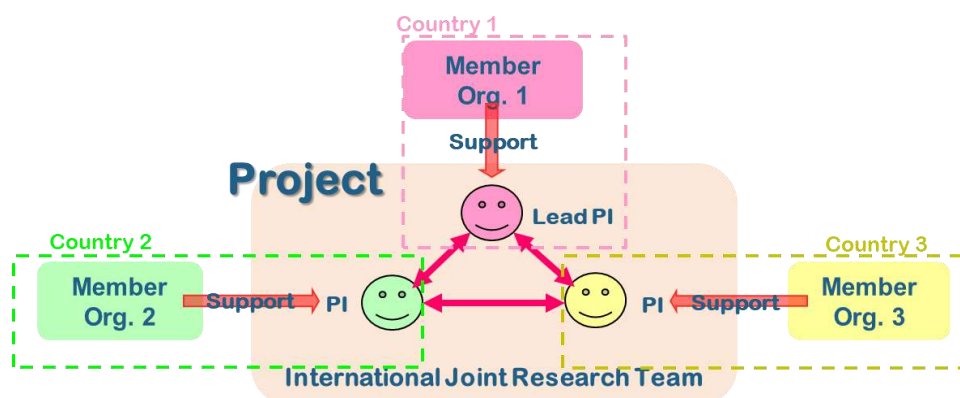 Country 1
Member
Org. 1
Support
Project
Lead PI
Country 2
Country 3
Member
Org. 2
Support
PI
PI
Support
Member
Org. 3
International Joint Research Team